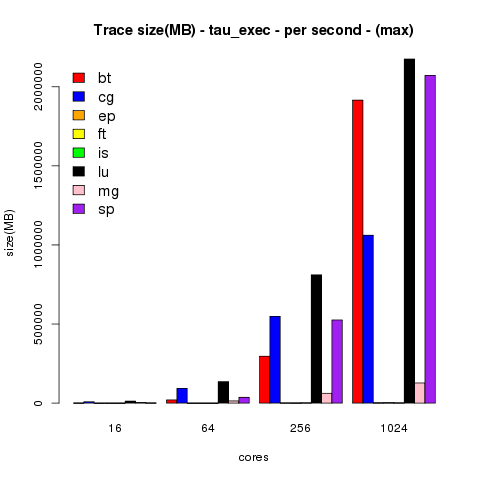 Trace size(MB) - tau_exec - per second - (max)
bt
cg
ep
ft
is
lu
mg
sp
size(MB)
2000000
1500000
1000000
500000
0
16
64
256
1024
cores